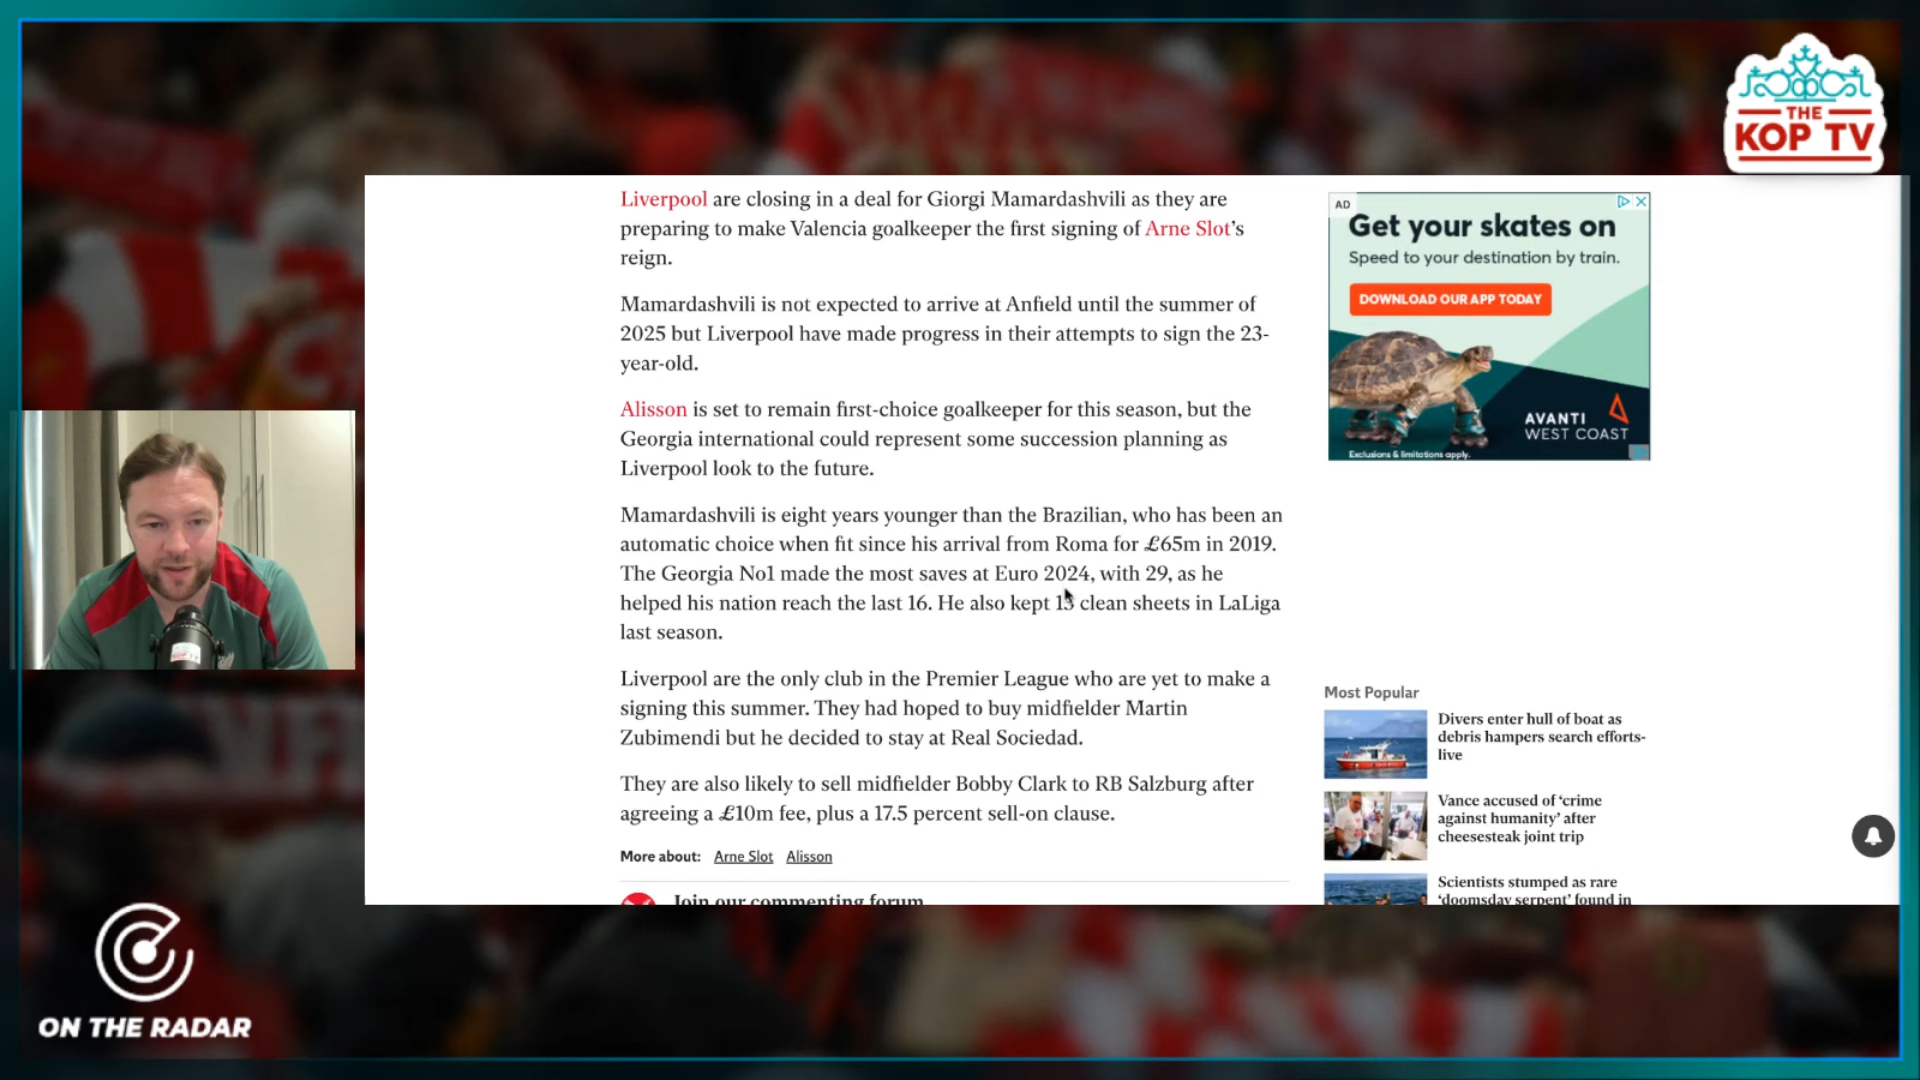 THE
KOP TV
Liverpool are closing in a deal for Giorgi Mamardashvili as they are
preparing to make Valencia goalkeeper the first signing of Arne Slot's
reign.
Mamardashvili is not expected to arrive at Anfield until the summer of
2025 but Liverpool have made progress in their attempts to sign the 23-
year-old.
Alisson is set to remain first-choice goalkeeper for this season, but the
Georgia international could represent some succession planning as
Liverpool look to the future.
Mamardashvili is eight years younger than the Brazilian, who has been an
automatic choice when fit since his arrival from Roma for £65m in 2019.
The Georgia No1 made the most saves at Euro 2024, with 29, as he
helped his nation reach the last 16. He also kept 13 clean sheets in LaLiga
last season.
Liverpool are the only club in the Premier League who are yet to make a
signing this summer. They had hoped to buy midfielder Martin
Zubimendi but he decided to stay at Real Sociedad.
They are also likely to sell midfielder Bobby Clark to RB Salzburg after
agreeing a £10m fee, plus a 17.5 percent sell-on clause.
More about: Arne Slot Alisson
Join our commenting forum
AD
Get your skates on
Speed to your destination by train.
DOWNLOAD OUR APP TODAY
AVANTI
WEST COAST
Exclusions & limitations apply.
Most Popular
Divers enter hull of boat as
debris hampers search efforts-
live
Vance accused of 'crime
against humanity' after
cheesesteak joint trip
Scientists stumped as rare
'doomsday serpent' found in
ON THE RADAR